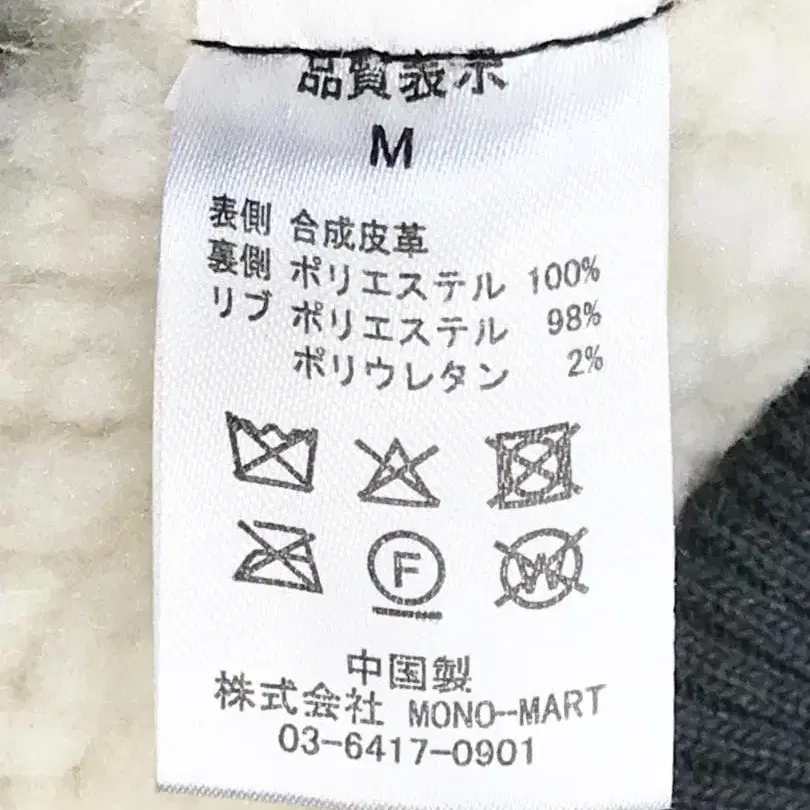 品質表示
M
表側 合成皮革
裏側 ポリエステル 100%
リブ ポリエステル 98%
ポリウレタン 2%
F
W
中国製
株式会社 MONO--MART
03-6417-0901